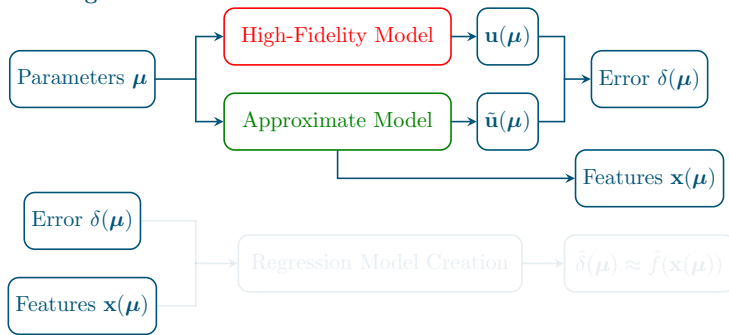 High-Fidelity Model
𝐮(𝝁)
Parameters 𝝁
Error δ(𝝁)
Approximate Model
ũ(𝝁)
Features 𝐱(𝝁)
Error δ(𝝁)
Regression Model Creation
δ̂(𝝁) ≈ f̂(𝐱(𝝁))
Features 𝐱(𝝁)